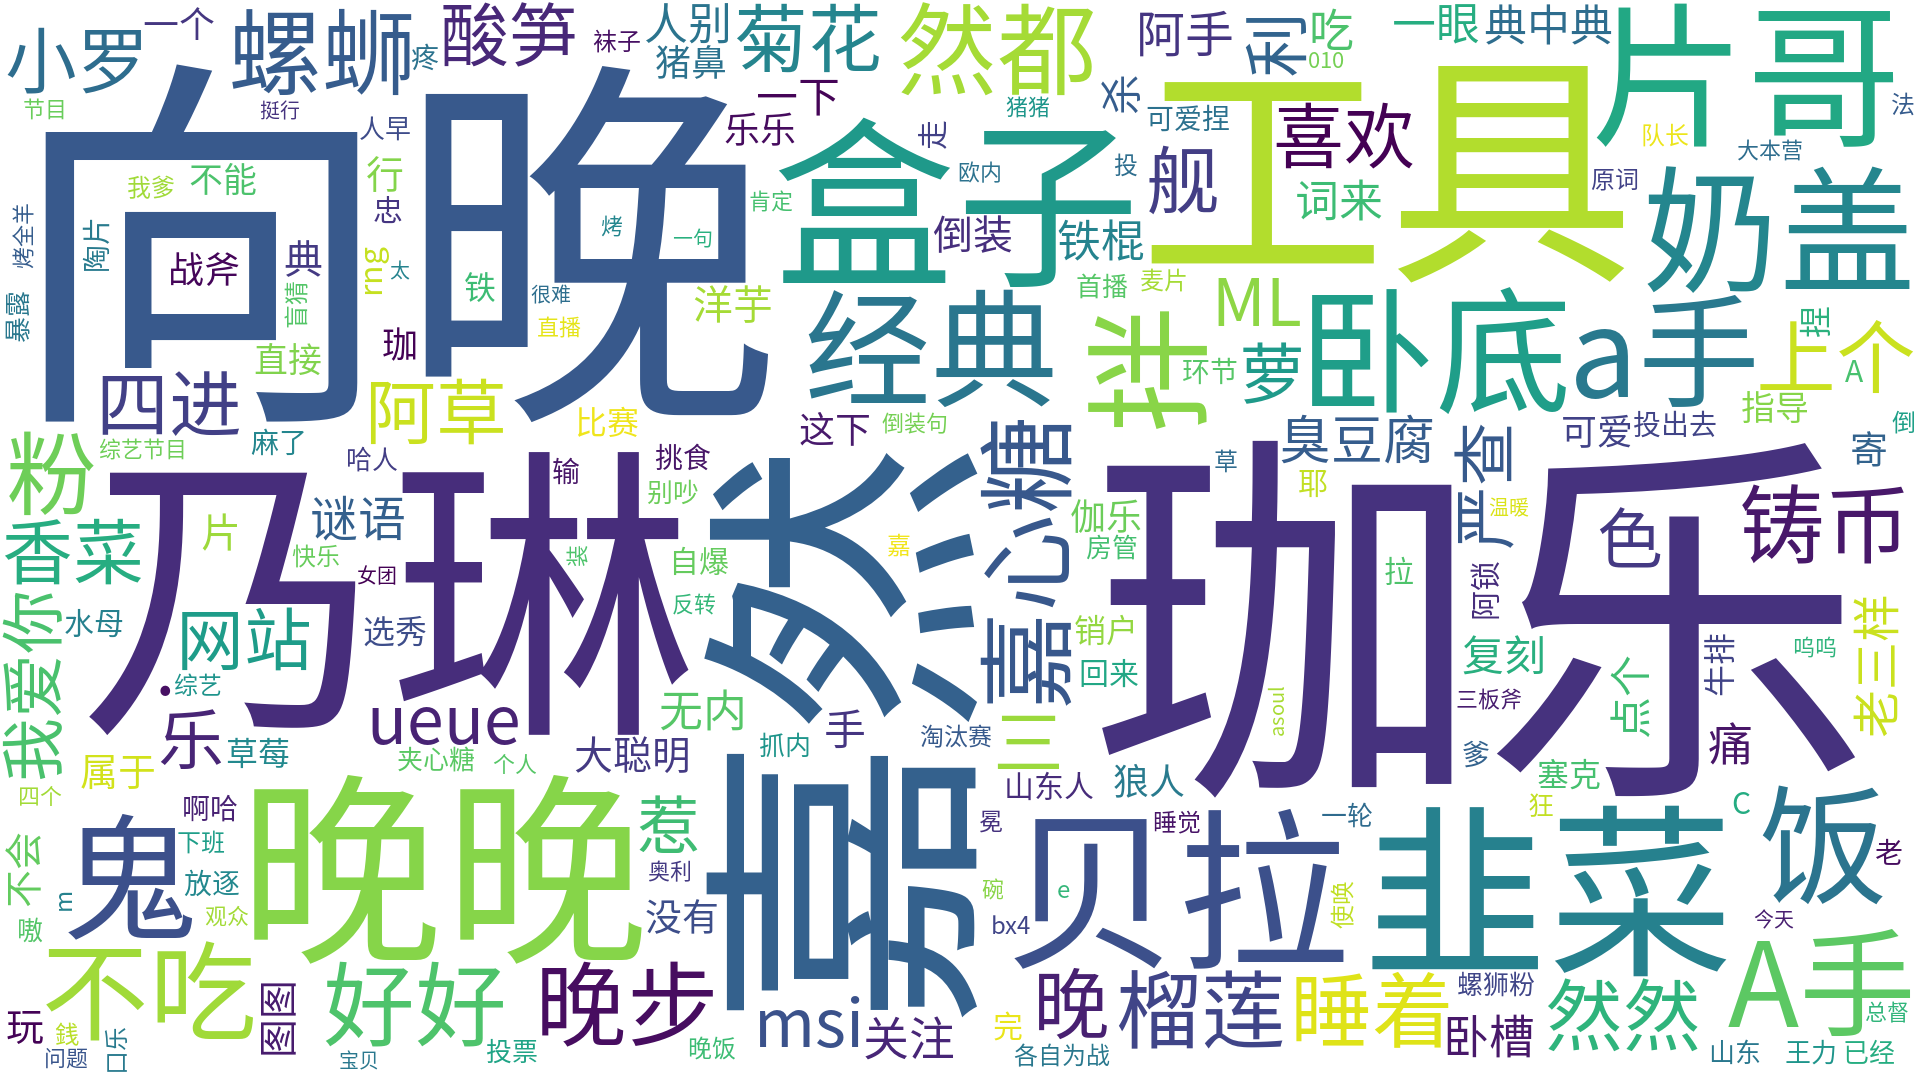 小罗
一个
螺蛳
疼
酸笋
袜子
人别
猪鼻
菊花
然都
阿手
利
吃
010
一眼
典中典
片哥
节目
挺行
人早
向晚
一下
乐乐
走
猪猪
杀
可爱捏
工具
喜欢
队长
大本营
法
我爹
不能
行
忠
盒子
欧内
投
舰
词来
原词
奶盖
烤全羊
陶片
战斧
典
rng
太
铁
烤
一句
肯定
倒装
铁棍
暴露
盲猜
很难
直播
洋芋
首播
麦片
ML
直接
珈
经典
抖
环节
萝
卧底
a手
捏
上个
A
四进
阿草
比赛
这下
倒装句
指导
倒
粉
综艺节目
麻了
哈人
输
挑食
别吵
嘉心糖
草
臭豆腐
耶
严查
可爱
投出去
寄
香菜
片
谜语
乃琳
嘉然
嘉
伽乐
房管
珈乐
拉
温暖
色
铸币
快乐
女团
自爆
反转
阿锁
我爱你
水母
网站
选秀
销户
回来
复刻
点个
牛排
呜呜
老三样
综艺
乐
ueue
无内
手
淘汰赛
三
asoul
三板斧
属于
草莓
夹心糖
个人
大聪明
抓内
山东人
狼人
爹
塞克
痛
四个
啊哈
鬼
晚晚
惹
冕
贝拉
睡觉
一轮
狂
韭菜
C
饭
老
不会
下班
放逐
m
嗷
观众
奥利
没有
碗
e
bx4
使唤
今天
不吃
图图
好好
晚步
msi
关注
完
晚
榴莲
睡着
螺狮粉
卧槽
然然
A手
总督
玩
銭
问题
口乐
宝贝
投票
晚饭
各自为战
山东
王力
已经